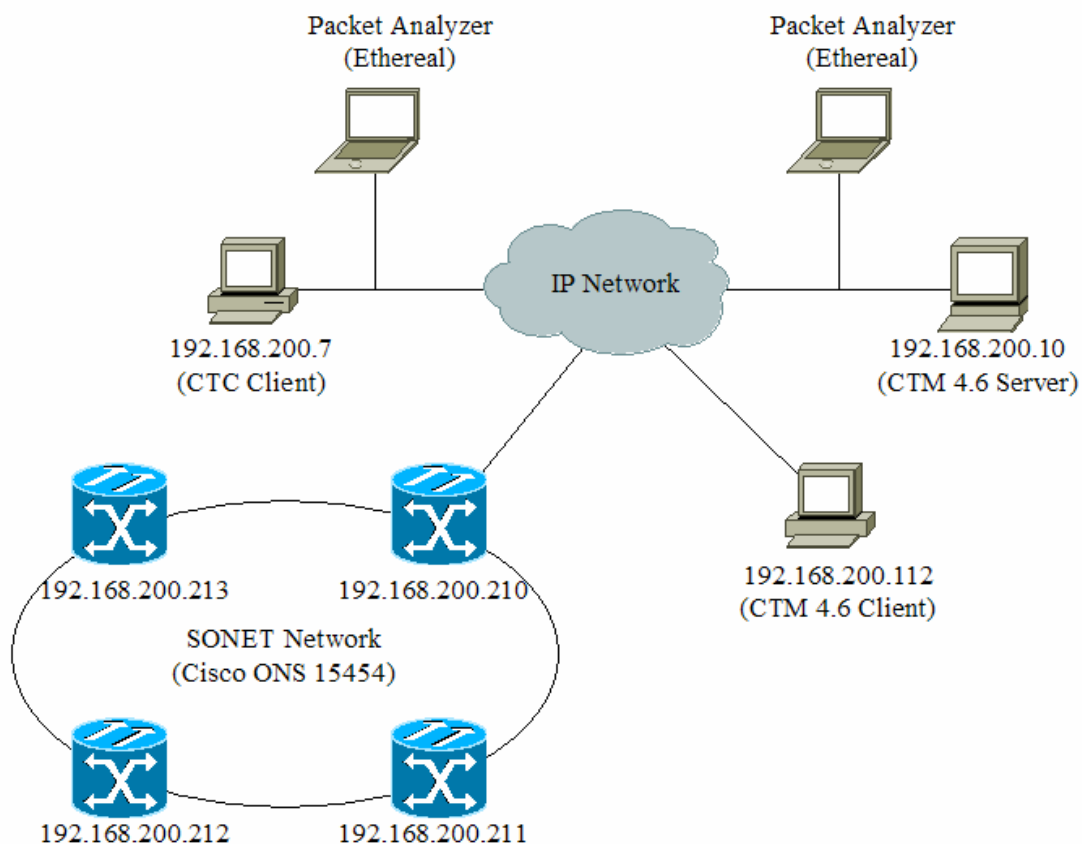 Packet Analyzer
(Ethereal)
Packet Analyzer
(Ethereal)
IP Network
192.168.200.7
(CTC Client)
192.168.200.10
(CTM 4.6 Server)
192.168.200.112
(CTM 4.6 Client)
192.168.200.213
192.168.200.210
SONET Network
(Cisco ONS 15454)
192.168.200.212
192.168.200.211